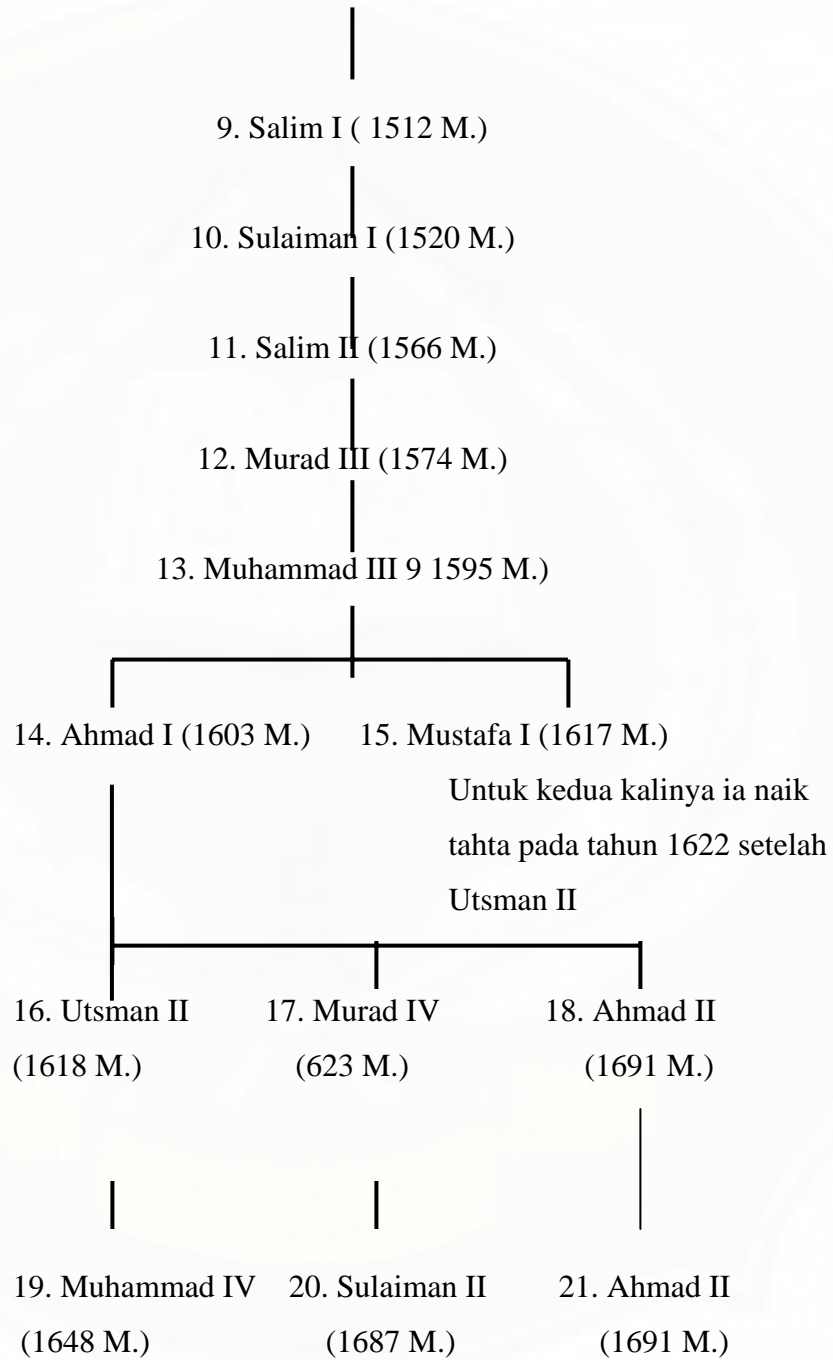 9. Salim I ( 1512 M.)
10. Sulaiman I (1520 M.)
11. Salim II (1566 M.)
12. Murad III (1574 M.)
13. Muhammad III 9 1595 M.)
14. Ahmad I (1603 M.) 15. Mustafa I (1617 M.)
Untuk kedua kalinya ia naik
tahta pada tahun 1622 setelah
Utsman II
16. Utsman II 17. Murad IV 18. Ahmad II
(1618 M.) (623 M.) (1691 M.)
19. Muhammad IV 20. Sulaiman II 21. Ahmad II
(1648 M.) (1687 M.) (1691 M.)